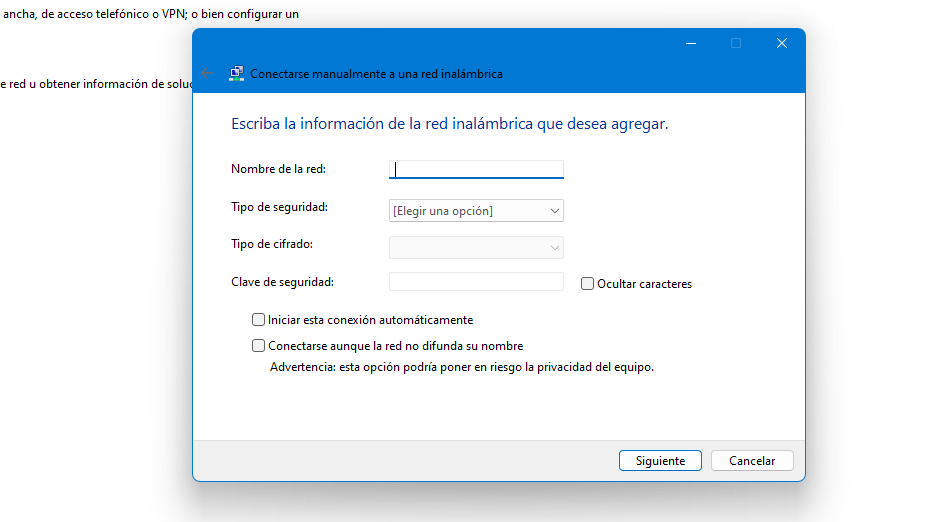 ancha, de acceso telefónico o VPN; o bien configurar un
e red u obtener información de
Conectarse manualmente a una red inalámbrica
Escriba la información de la red inalámbrica que desea agregar.
Nombre de la red:
Tipo de seguridad: [Elegir una opción]
Tipo de cifrado:
Clave de seguridad: Ocultar caracteres
Iniciar esta conexión automáticamente
Conectarse aunque la red no difunda su nombre
Advertencia: esta opción podría poner en riesgo la privacidad del equipo.
Siguiente Cancelar